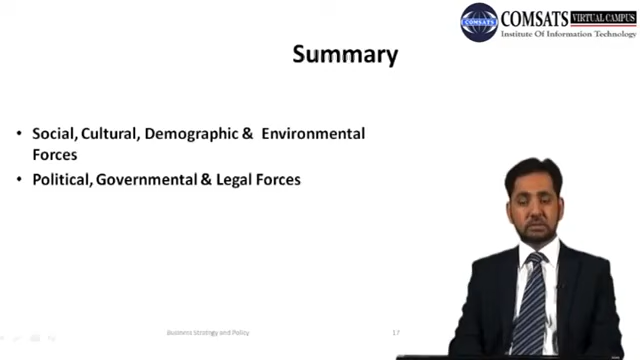 COMSATS VIRTUAL CAMPUS
Institute Of Information Technology
COMSATS
Summary
• Social, Cultural, Demographic & Environmental
Forces
• Political, Governmental & Legal Forces
Business Strategy and Policy 17